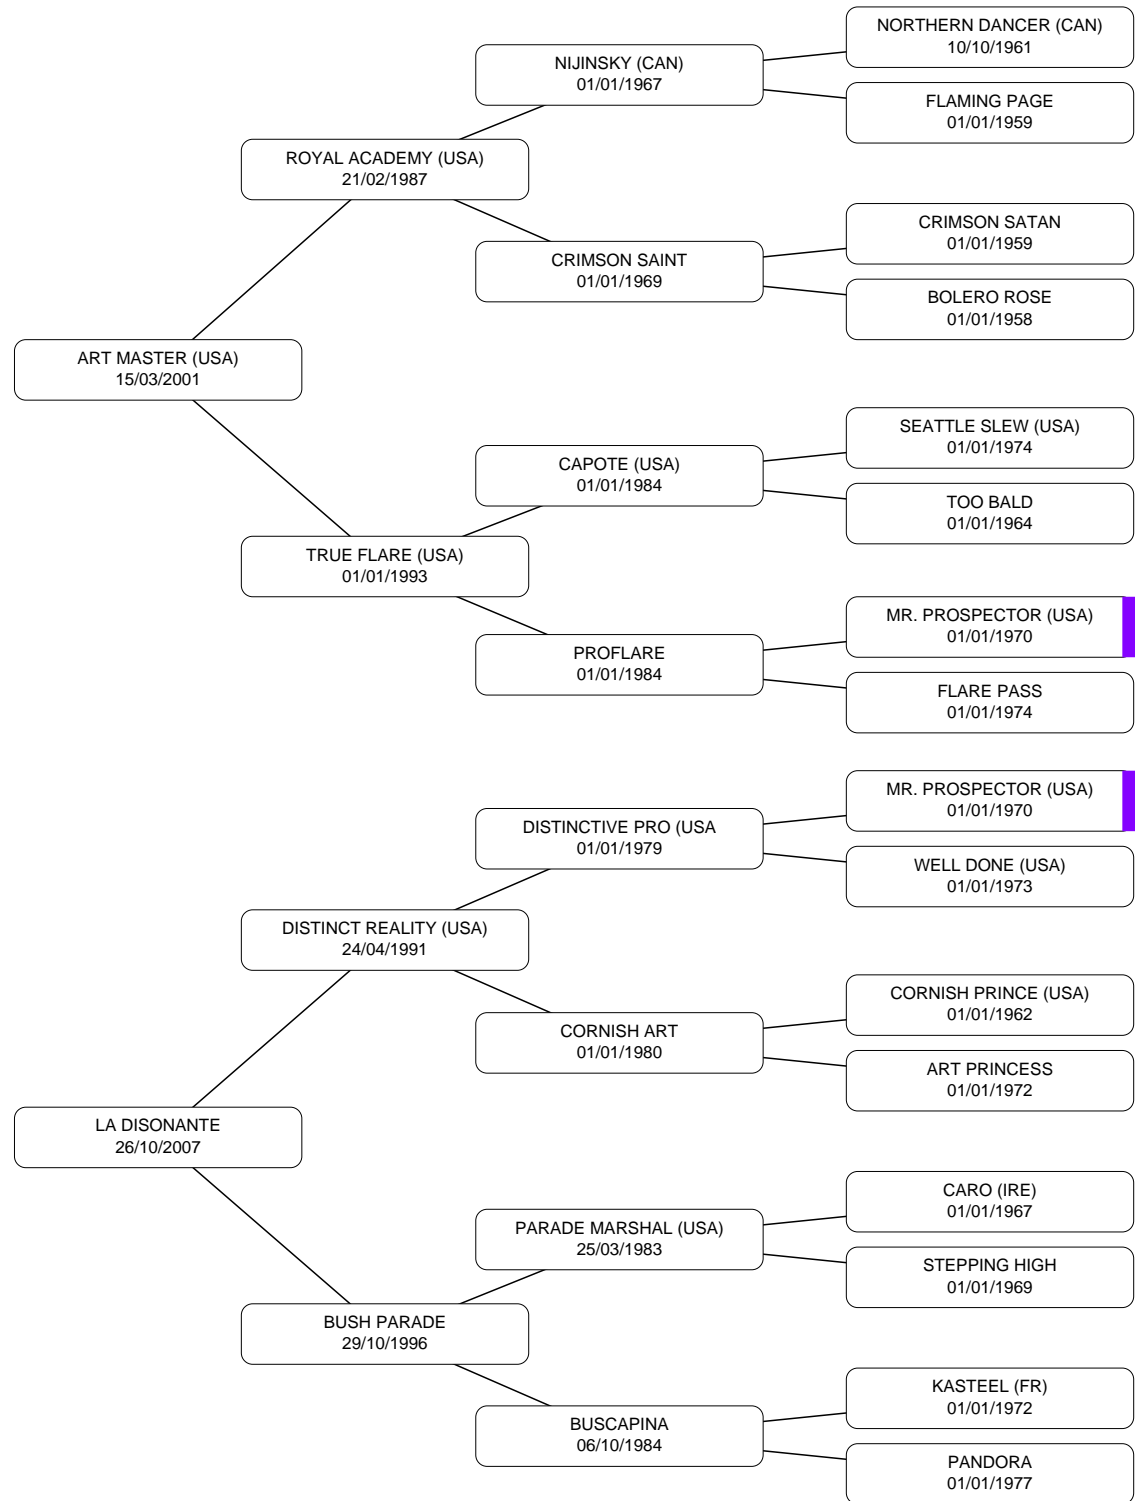 NORTHERN DANCER (CAN)
10/10/1961
NIJINSKY (CAN)
01/01/1967
FLAMING PAGE
01/01/1959
ROYAL ACADEMY (USA)
21/02/1987
CRIMSON SATAN
01/01/1959
CRIMSON SAINT
01/01/1969
BOLERO ROSE
01/01/1958
ART MASTER (USA)
15/03/2001
SEATTLE SLEW (USA)
01/01/1974
CAPOTE (USA)
01/01/1984
TOO BALD
01/01/1964
TRUE FLARE (USA)
01/01/1993
MR. PROSPECTOR (USA)
01/01/1970
PROFLARE
01/01/1984
FLARE PASS
01/01/1974
MR. PROSPECTOR (USA)
01/01/1970
DISTINCTIVE PRO (USA
01/01/1979
WELL DONE (USA)
01/01/1973
DISTINCT REALITY (USA)
24/04/1991
CORNISH PRINCE (USA)
01/01/1962
CORNISH ART
01/01/1980
ART PRINCESS
01/01/1972
LA DISONANTE
26/10/2007
CARO (IRE)
01/01/1967
PARADE MARSHAL (USA)
25/03/1983
STEPPING HIGH
01/01/1969
BUSH PARADE
29/10/1996
KASTEEL (FR)
01/01/1972
BUSCAPINA
06/10/1984
PANDORA
01/01/1977